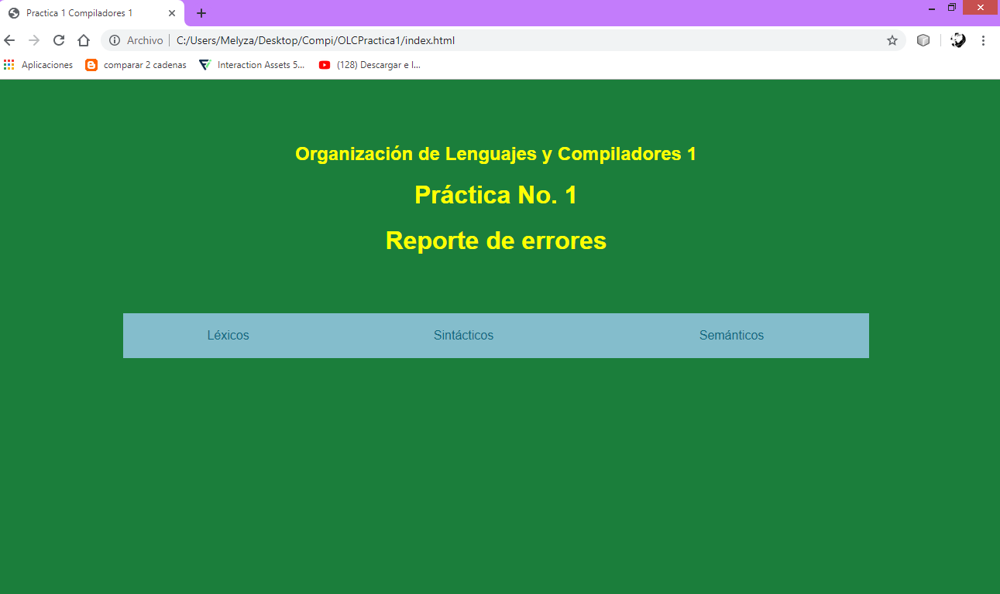 Practica 1 Compiladores 1
Archivo C:/Users/Melyza/Desktop/Compi/OLCPractica1/index.html
Aplicaciones comparar 2 cadenas Interaction Assets 5... (128) Descargar e I...
Organización de Lenguajes y Compiladores 1
Práctica No. 1
Reporte de errores
Léxicos Sintácticos Semánticos